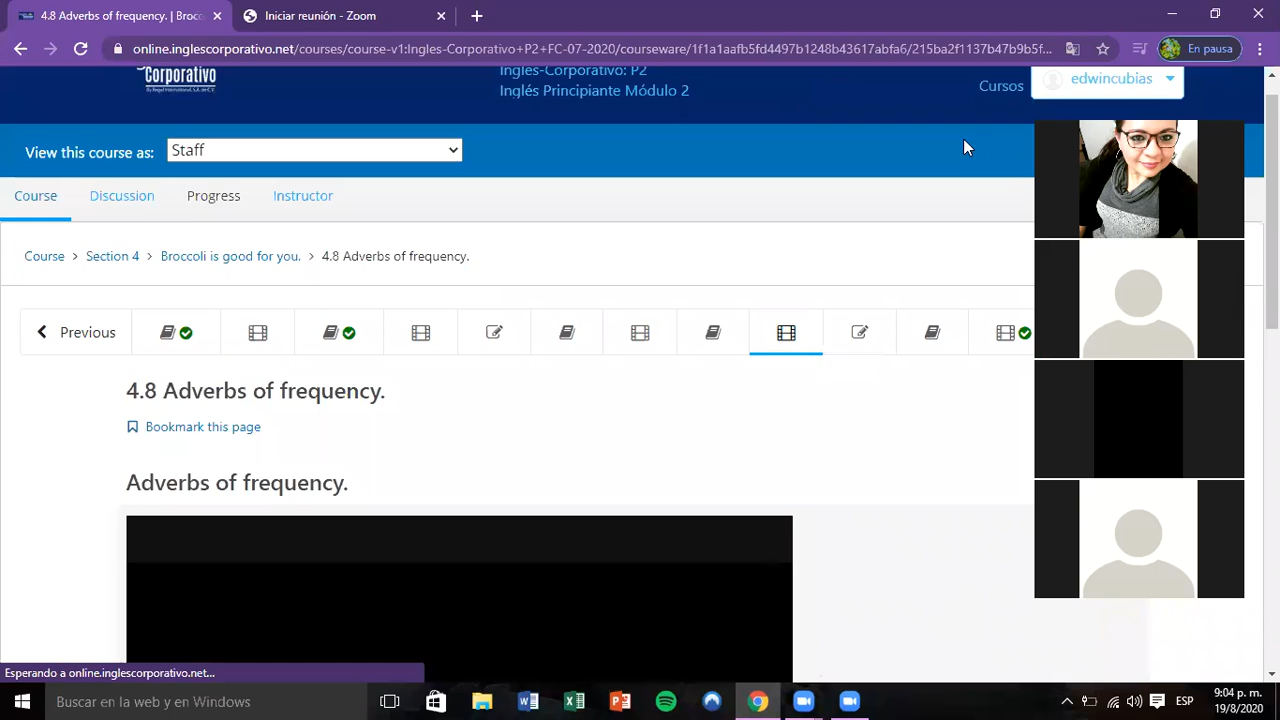 4.8 Adverbs of frequency. | Broc
Iniciar reunión - Zoom
online.inglescorporativo.net/courses/course-v1:Ingles-Corporativo+P2+FC-07-2020/courseware/1f1a1aafb5fd4497b1248b43617abfa6/215ba2f1137b47b9b5f...
En pausa
Corporativo
Ingles-Corporativo: P2
Inglés Principiante Módulo 2
Cursos
edwincubias
View this course as:
Staff
Course
Discussion
Progress
Instructor
Course > Section 4 > Broccoli is good for you. > 4.8 Adverbs of frequency.
Previous
4.8 Adverbs of frequency.
Bookmark this page
Adverbs of frequency.
Esperando a online.inglescorporativo.net...
Buscar en la web y en Windows
ESP
9:04 p. m.
19/8/2020